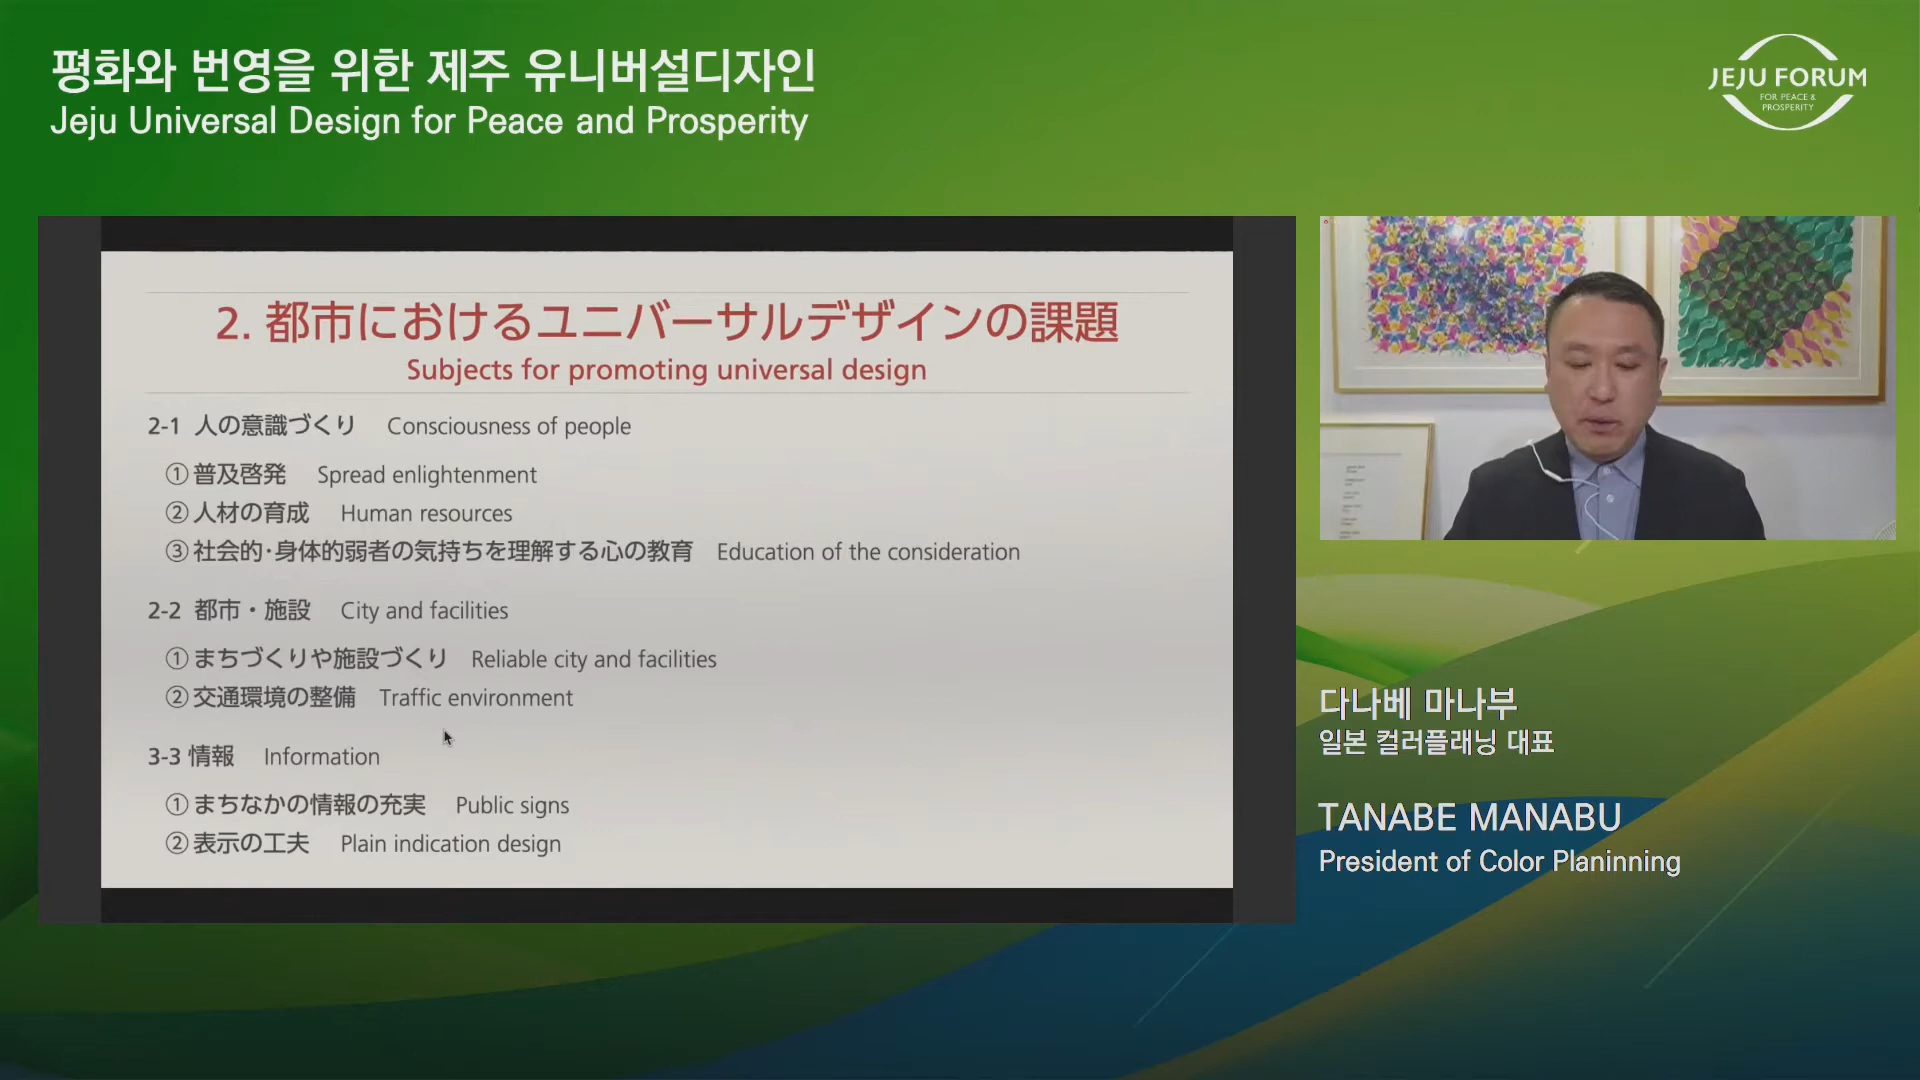 평화와 번영을 위한 제주 유니버설디자인
Jeju Universal Design for Peace and Prosperity
JEJU FORUM
FOR PEACE &
PROSPERITY
2. 都市におけるユニバーサルデザインの課題
Subjects for promoting universal design
2-1 人の意識づくり Consciousness of people
①普及啓発 Spread enlightenment
②人材の育成 Human resources
③社会的・身体的弱者の気持ちを理解する心の教育 Education of the consideration
2-2 都市・施設 City and facilities
①まちづくりや施設づくり Reliable city and facilities
②交通環境の整備 Traffic environment
3-3 情報 Information
①まちなかの情報の充実 Public signs
②表示の工夫 Plain indication design
다나베 마나부
일본 컬러플래닝 대표
TANABE MANABU
President of Color Planinning